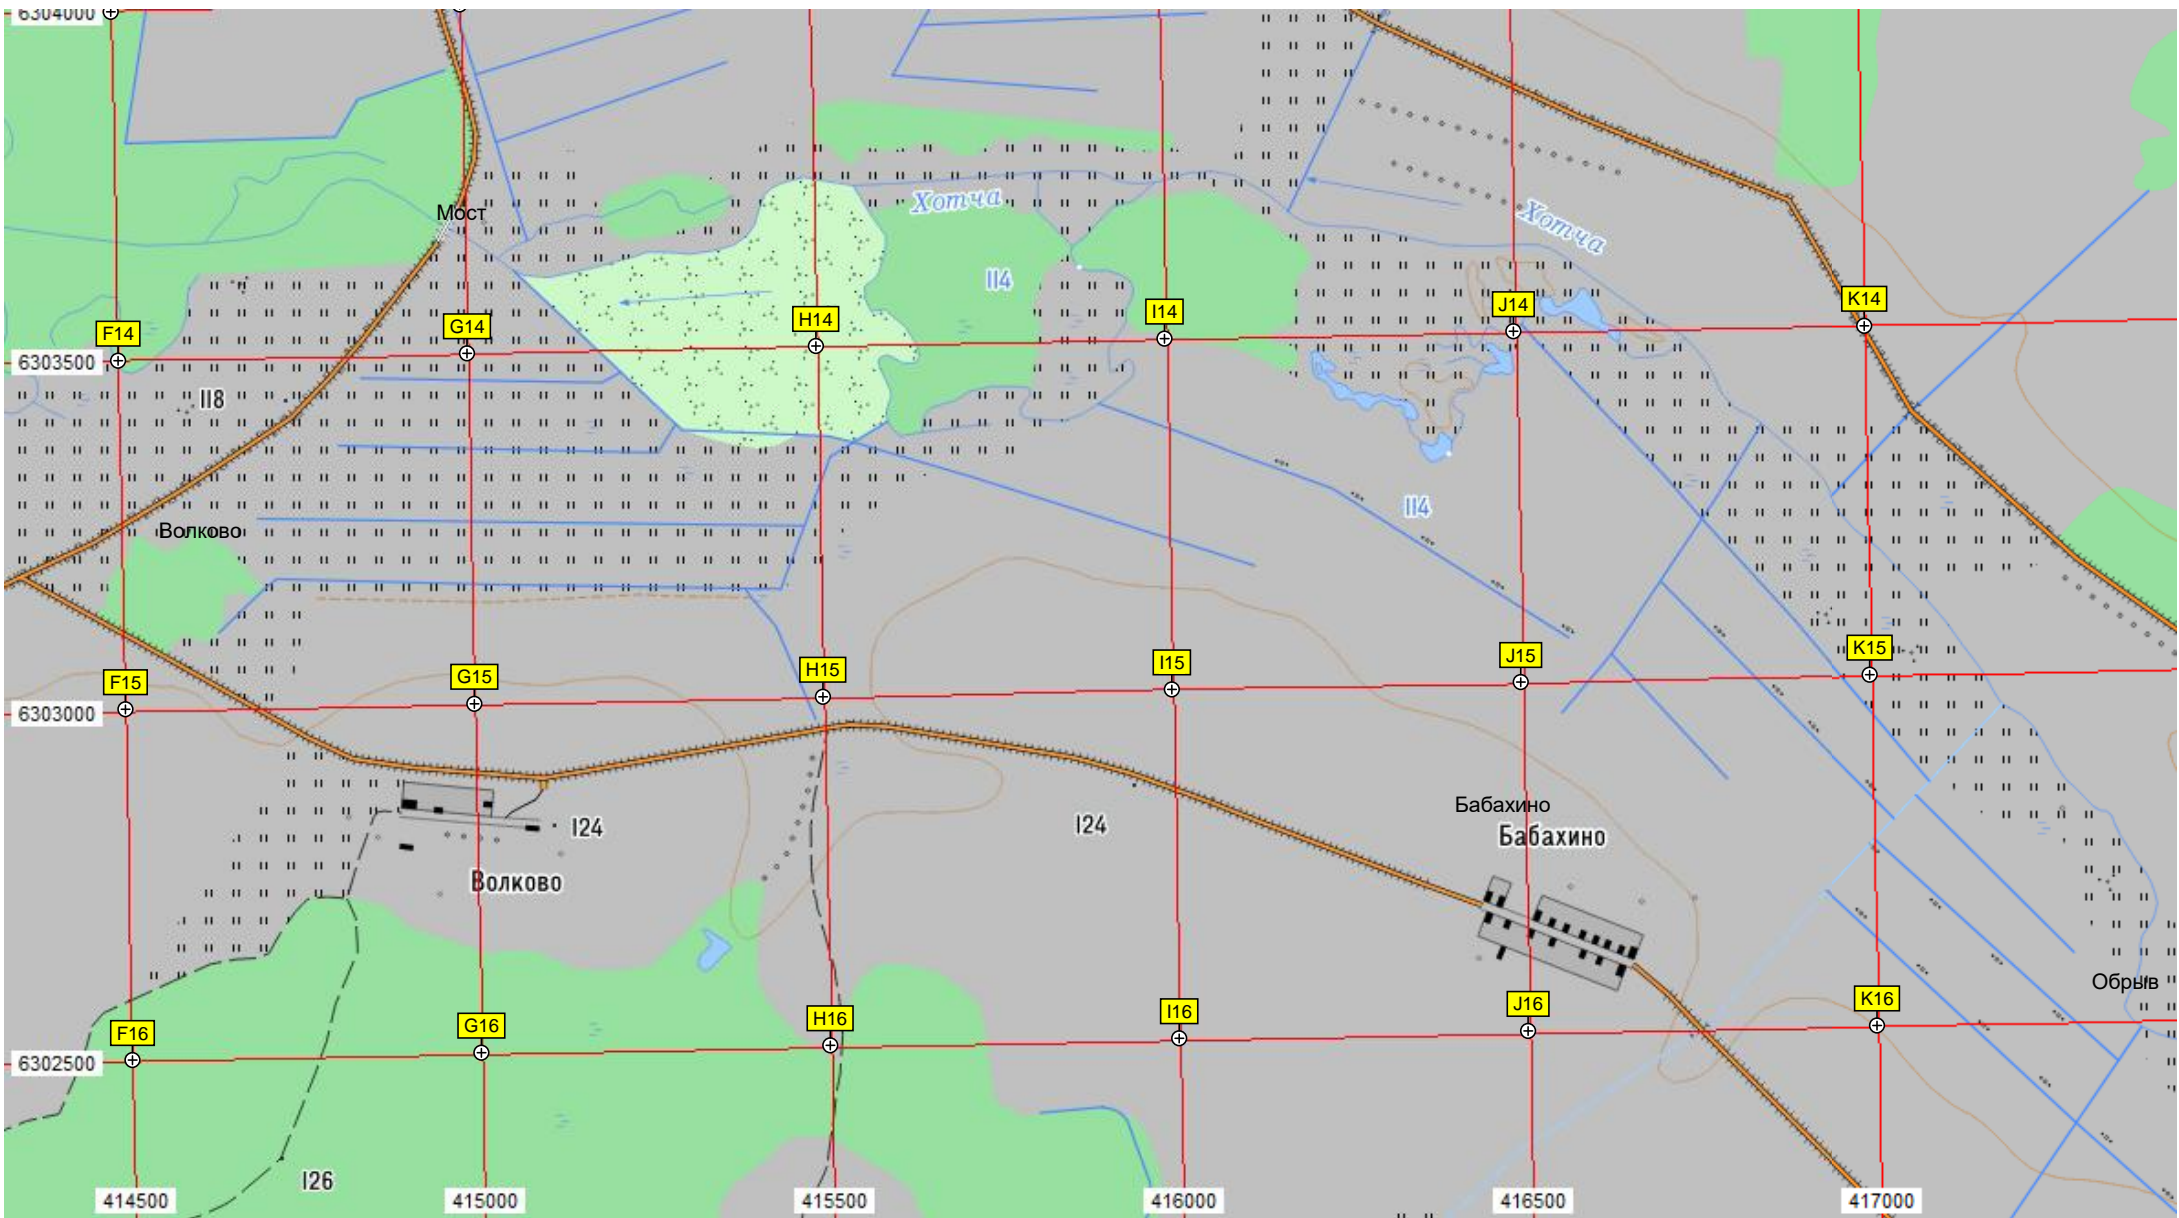 6304000
Хотча
Мост
Хотча
114
F14
G14
H14
I14
J14
K14
6303500
118
114
Волково
F15
G15
H15
I15
J15
K15
6303000
Бабахино
124
124
Бабахино
Волково
Обрыв
F16
G16
H16
I16
J16
K16
6302500
126
414500
415000
415500
416000
416500
417000